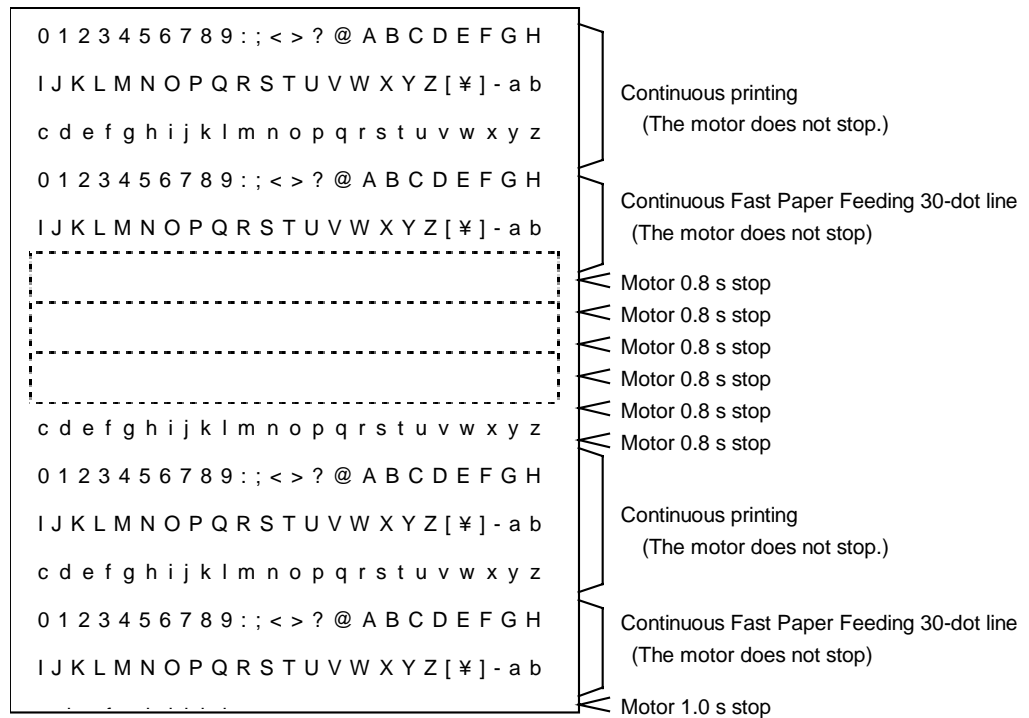 0 1 2 3 4 5 6 7 8 9 : ; < > ? @ A B C D E F G H
I J K L M N O P Q R S T U V W X Y Z [ ¥ ] - a b
c d e f g h i j k l m n o p q r s t u v w x y z
0 1 2 3 4 5 6 7 8 9 : ; < > ? @ A B C D E F G H
I J K L M N O P Q R S T U V W X Y Z [ ¥ ] - a b
c d e f g h i j k l m n o p q r s t u v w x y z
0 1 2 3 4 5 6 7 8 9 : ; < > ? @ A B C D E F G H
I J K L M N O P Q R S T U V W X Y Z [ ¥ ] - a b
c d e f g h i j k l m n o p q r s t u v w x y z
0 1 2 3 4 5 6 7 8 9 : ; < > ? @ A B C D E F G H
I J K L M N O P Q R S T U V W X Y Z [ ¥ ] - a b
Continuous printing
(The motor does not stop.)
Continuous Fast Paper Feeding 30-dot line
(The motor does not stop)
Motor 0.8 s stop
Motor 0.8 s stop
Motor 0.8 s stop
Motor 0.8 s stop
Motor 0.8 s stop
Motor 0.8 s stop
Continuous printing
(The motor does not stop.)
Continuous Fast Paper Feeding 30-dot line
(The motor does not stop)
Motor 1.0 s stop